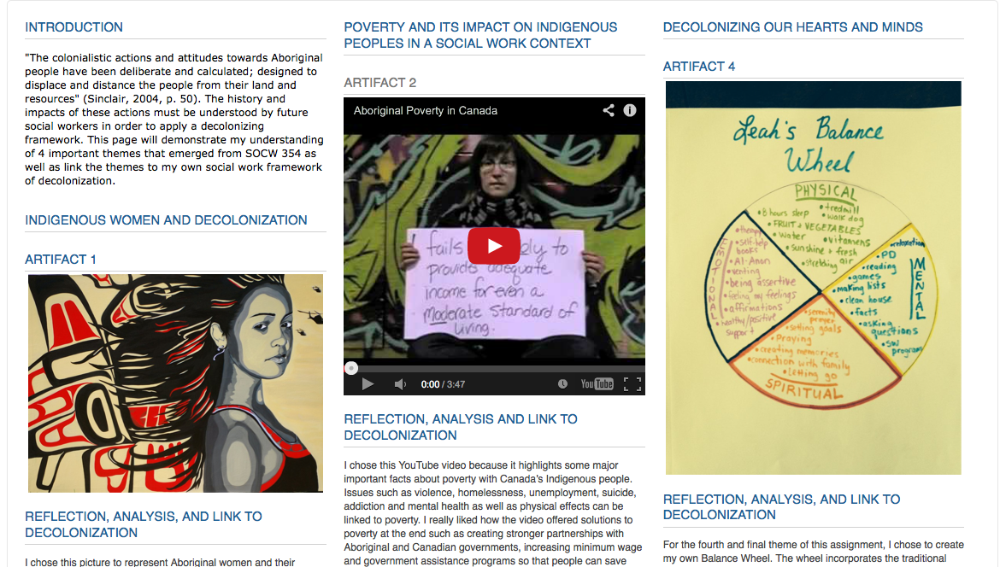 INTRODUCTION
"The colonialistic actions and attitudes towards Aboriginal
people have been deliberate and calculated; designed to
displace and distance the people from their land and
resources" (Sinclair, 2004, p. 50). The history and
impacts of these actions must be understood by future
social workers in order to apply a decolonizing
framework. This page will demonstrate my understanding
of 4 important themes that emerged from SOCW 354 as
well as link the themes to my own social work framework
of decolonization.
INDIGENOUS WOMEN AND DECOLONIZATION
ARTIFACT 1
REFLECTION, ANALYSIS, AND LINK TO
DECOLONIZATION
I chose this picture to represent Aboriginal women and their
POVERTY AND ITS IMPACT ON INDIGENOUS
PEOPLES IN A SOCIAL WORK CONTEXT
ARTIFACT 2
Aboriginal Poverty in Canada
fails to
provide adequate
income for even a
moderate standard of
living.
0:00 / 3:47
YouTube
REFLECTION, ANALYSIS AND LINK TO
DECOLONIZATION
I chose this YouTube video because it highlights some major
important facts about poverty with Canada's Indigenous people.
Issues such as violence, homelessness, unemployment, suicide,
addiction and mental health as well as physical effects can be
linked to poverty. I really liked how the video offered solutions to
poverty at the end such as creating stronger partnerships with
Aboriginal and Canadian governments, increasing minimum wage
and government assistance programs so that people can save
DECOLONIZING OUR HEARTS AND MINDS
ARTIFACT 4
Leah's Balance
Wheel
PHYSICAL
• 8 hours sleep • treadmill
• walk dog
• FRUIT & VEGETABLES
• water • vitamens
• sunshine + fresh
air
• stretching
EMOTIONAL
• therapy
• self-help
books
• Al-Anon
• venting
• being assertive
• feeling my feelings
• affirmations
• healthy/positive
support
MENTAL
• relaxation
• PD
• reading
• games
• making lists
• clean house
• facts
• asking
questions
• SW
program
• serenity
prayer
• setting goals
• Praying
• creating memories
• connection with family
• letting go
SPIRITUAL
REFLECTION, ANALYSIS, AND LINK TO
DECOLONIZATION
For the fourth and final theme of this assignment, I chose to create
my own Balance Wheel. The wheel incorporates the traditional